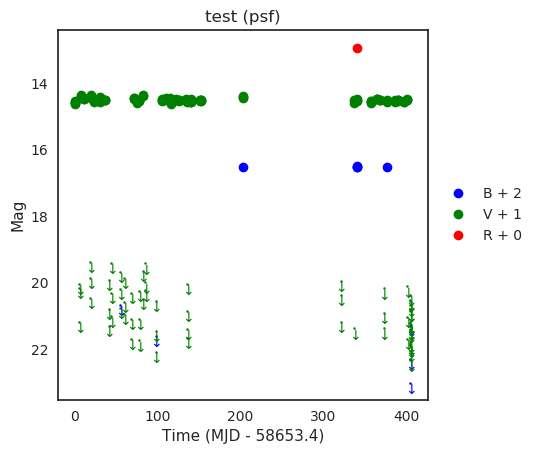 test (psf)
14
16
18
20
22
Mag
0
100
200
300
400
Time (MJD - 58653.4)
B + 2
V + 1
R + 0